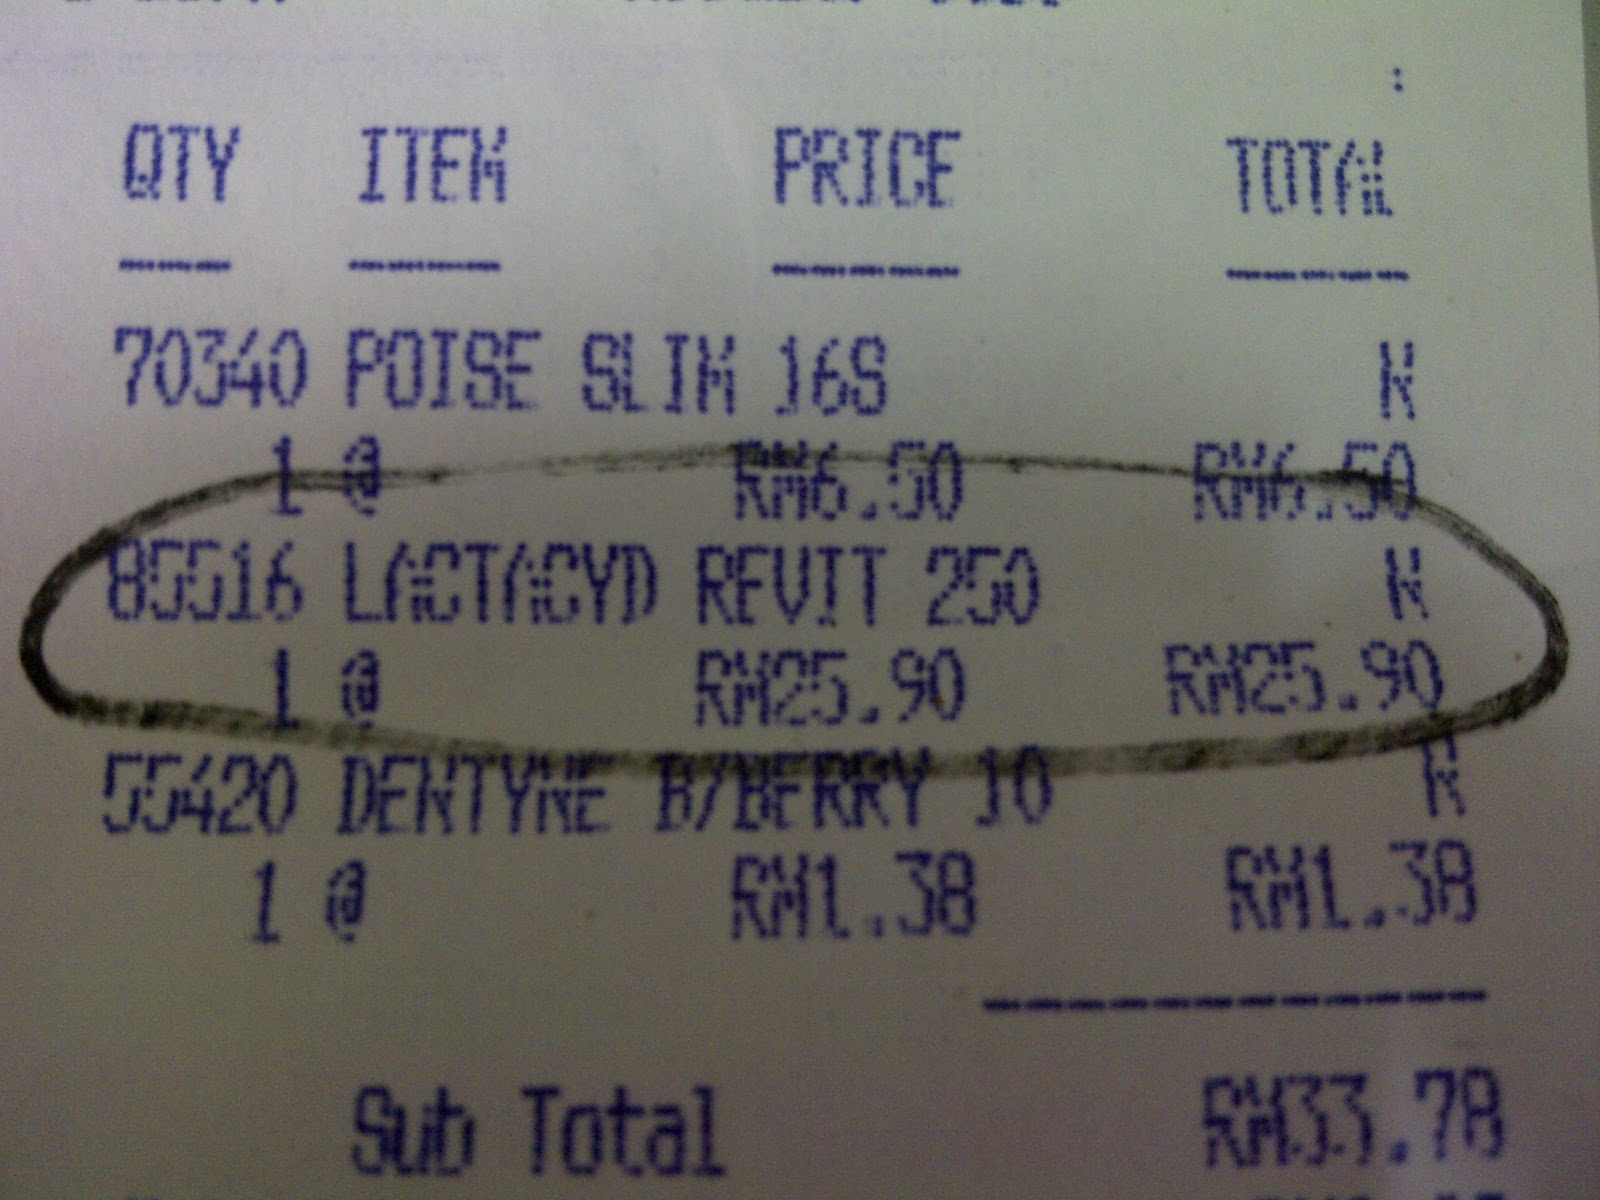 QTY ITEM PRICE TOTAL
70340 POISE SLIM 16S N
1 @ RM6.50 RM6.50
85516 LACTACYD REVIT 250 N
1 @ RM25.90 RM25.90
55420 DENTYNE B/BERRY 10 N
1 @ RM1.38 RM1.38
Sub Total RM33.78